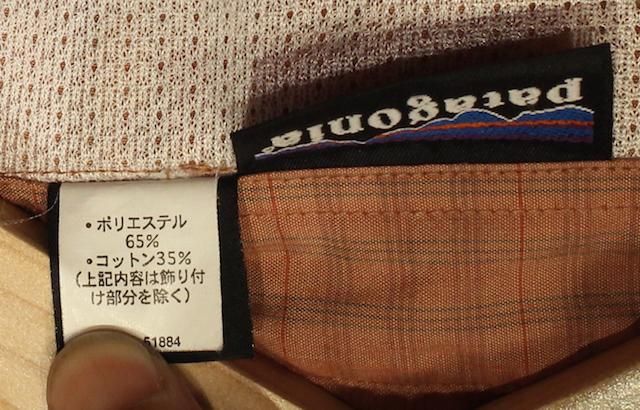 patagonia®
・ポリエステル
65%
・コットン35%
(上記内容は飾り付
け部分を除く)
51884